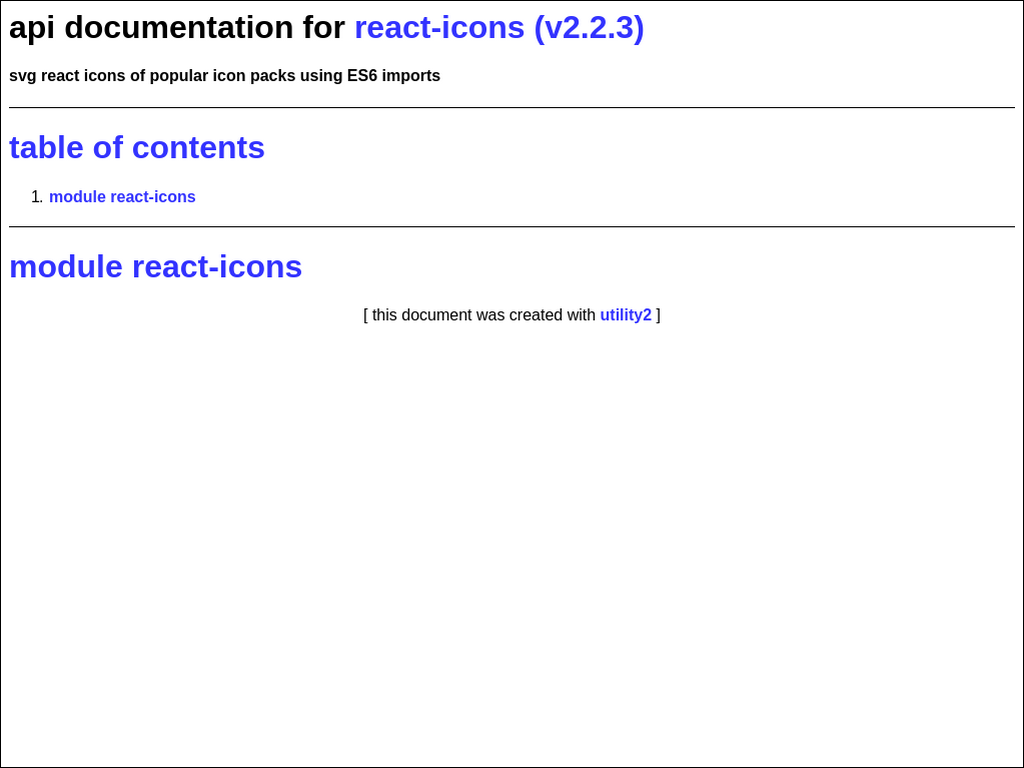 api documentation for react-icons (v2.2.3)
svg react icons of popular icon packs using ES6 imports
table of contents
1. module react-icons
module react-icons
[ this document was created with utility2 ]